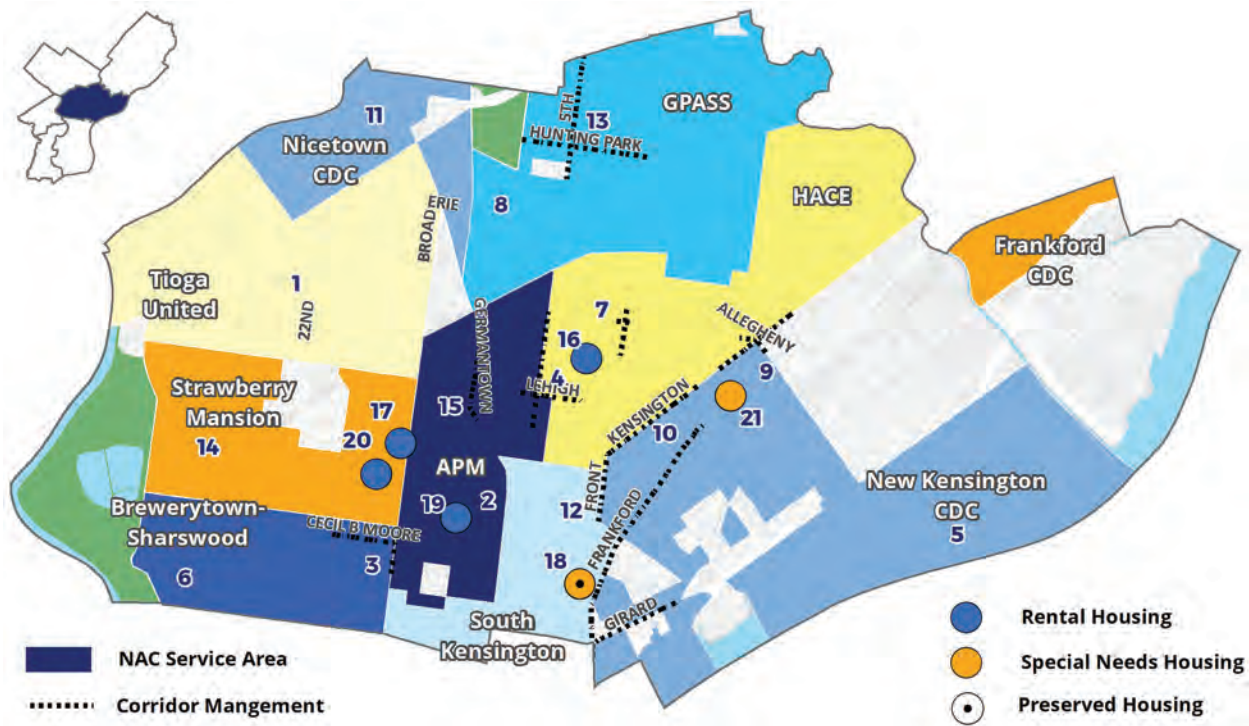 11
Nicetown
CDC
5TH
13
HUNTING PARK
GPASS
HACE
BROAD
ERIE
8
Frankford
CDC
Tioga
United
1
22ND
GERMANTOWN
7
16
ALLEGHENY
4
LEHIGH
9
Strawberry
Mansion
17
15
KENSINGTON
21
20
10
14
APM
FRONT
New Kensington
CDC
5
19
2
Brewerytown-
Sharswood
CECIL B MOORE
12
FRANKFORD
3
6
18
GIRARD
South
Kensington
NAC Service Area
Corridor Mangement
Rental Housing
Special Needs Housing
Preserved Housing